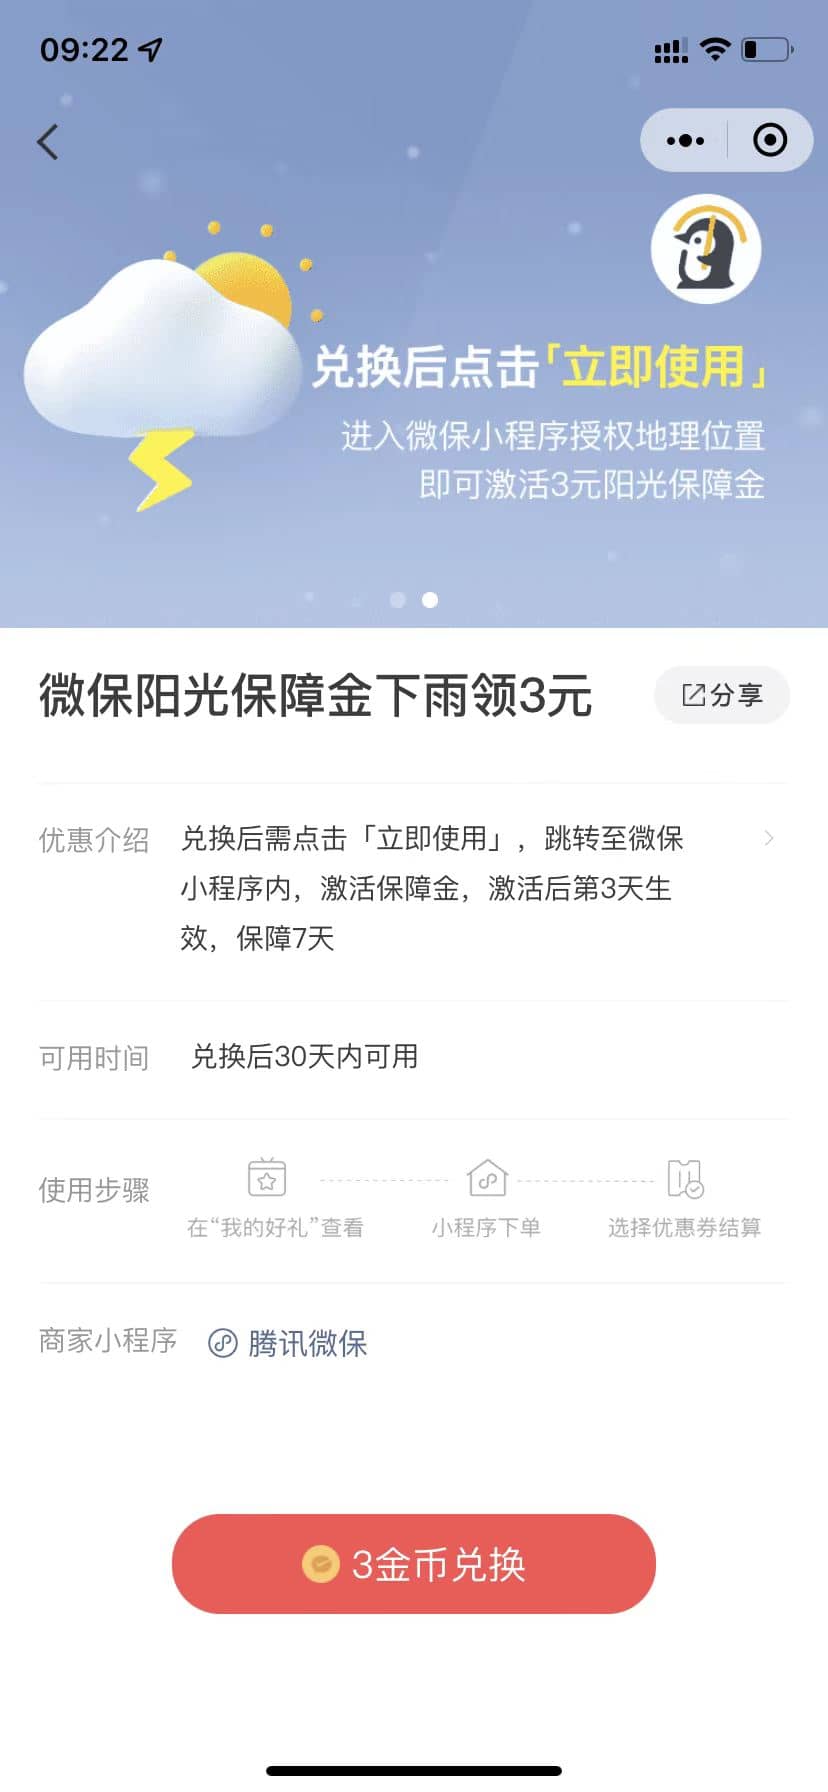 09:22
兑换后点击「立即使用」
进入微保小程序授权地理位置
即可激活3元阳光保障金
微保阳光保障金下雨领3元
分享
优惠介绍
兑换后需点击「立即使用」，跳转至微保
小程序内，激活保障金，激活后第3天生
效，保障7天
可用时间
兑换后30天内可用
使用步骤
在“我的好礼”查看
小程序下单
选择优惠券结算
商家小程序
腾讯微保
3金币兑换